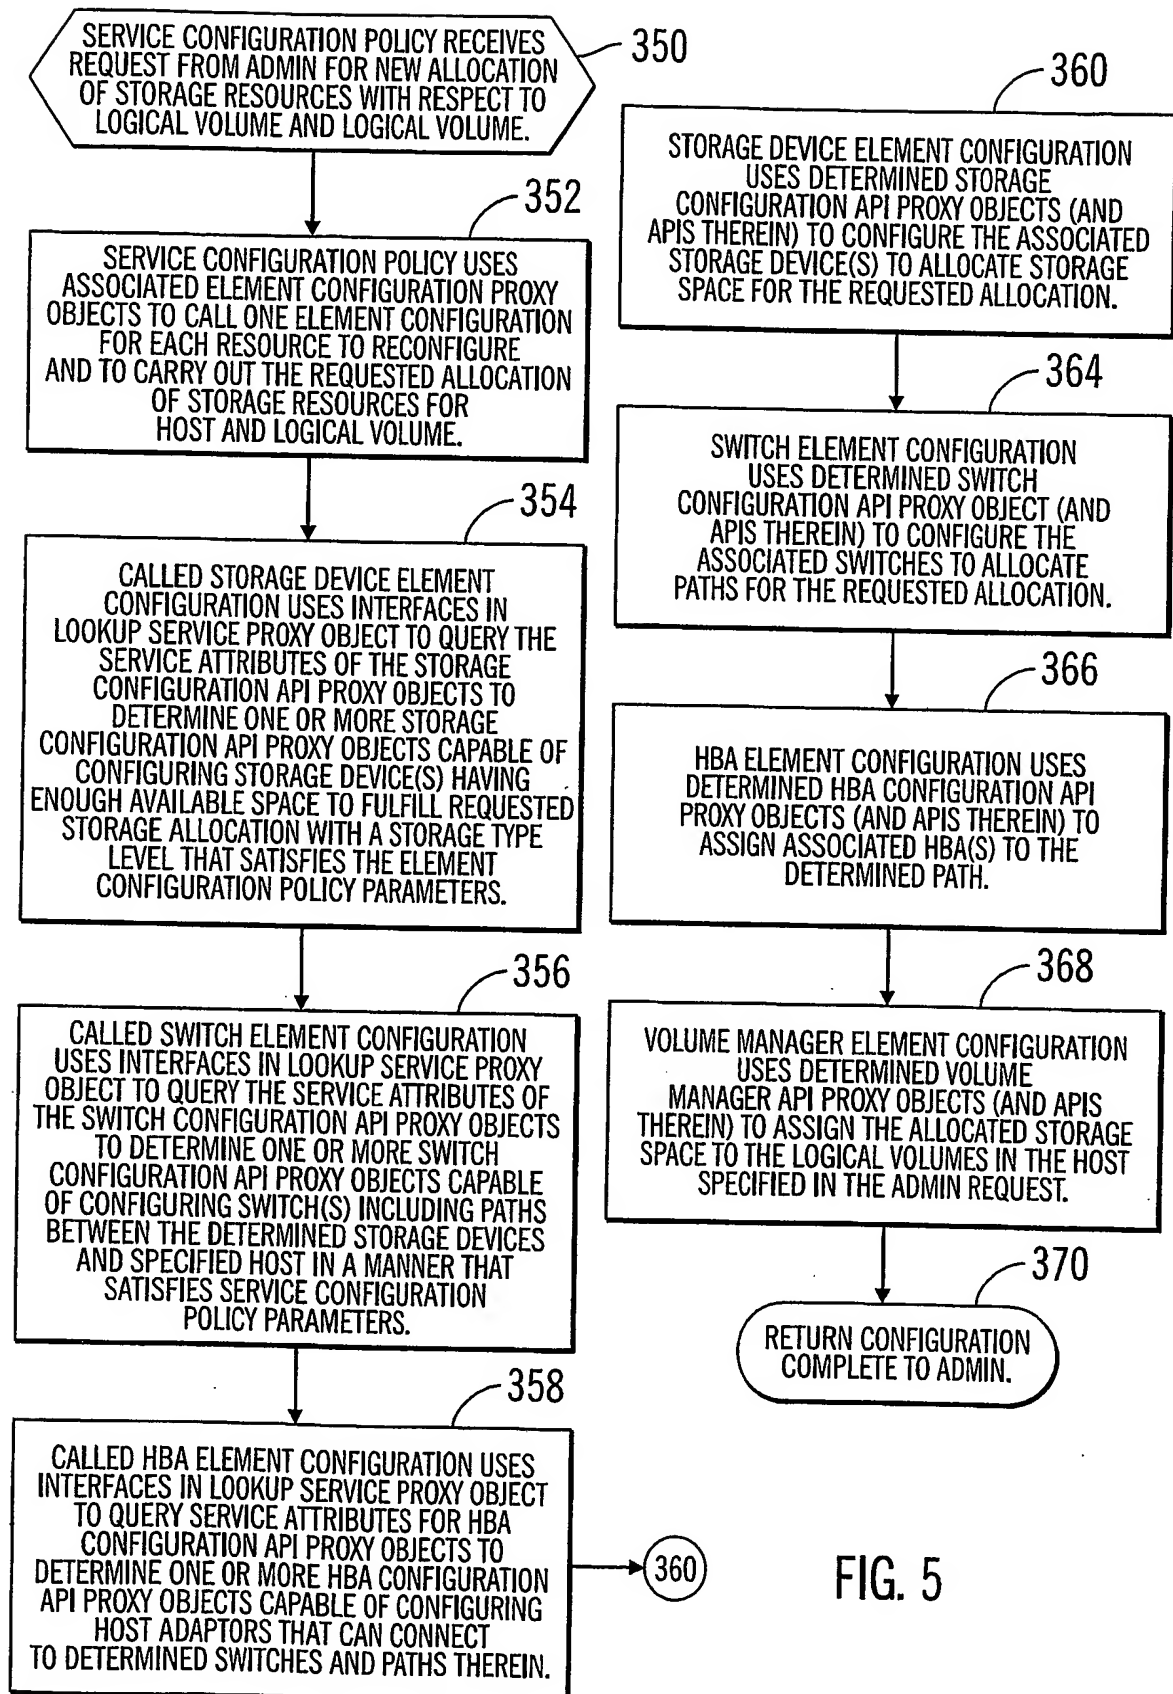 SERVICE CONFIGURATION POLICY RECEIVES
REQUEST FROM ADMIN FOR NEW ALLOCATION
OF STORAGE RESOURCES WITH RESPECT TO
LOGICAL VOLUME AND LOGICAL VOLUME.
350
352
SERVICE CONFIGURATION POLICY USES
ASSOCIATED ELEMENT CONFIGURATION PROXY
OBJECTS TO CALL ONE ELEMENT CONFIGURATION
FOR EACH RESOURCE TO RECONFIGURE
AND TO CARRY OUT THE REQUESTED ALLOCATION
OF STORAGE RESOURCES FOR
HOST AND LOGICAL VOLUME.
354
CALLED STORAGE DEVICE ELEMENT
CONFIGURATION USES INTERFACES IN
LOOKUP SERVICE PROXY OBJECT TO QUERY THE
SERVICE ATTRIBUTES OF THE STORAGE
CONFIGURATION API PROXY OBJECTS TO
DETERMINE ONE OR MORE STORAGE
CONFIGURATION API PROXY OBJECTS CAPABLE OF
CONFIGURING STORAGE DEVICE(S) HAVING
ENOUGH AVAILABLE SPACE TO FULFILL REQUESTED
STORAGE ALLOCATION WITH A STORAGE TYPE
LEVEL THAT SATISFIES THE ELEMENT
CONFIGURATION POLICY PARAMETERS.
356
CALLED SWITCH ELEMENT CONFIGURATION
USES INTERFACES IN LOOKUP SERVICE PROXY
OBJECT TO QUERY THE SERVICE ATTRIBUTES OF
THE SWITCH CONFIGURATION API PROXY OBJECTS
TO DETERMINE ONE OR MORE SWITCH
CONFIGURATION API PROXY OBJECTS CAPABLE
OF CONFIGURING SWITCH(S) INCLUDING PATHS
BETWEEN THE DETERMINED STORAGE DEVICES
AND SPECIFIED HOST IN A MANNER THAT
SATISFIES SERVICE CONFIGURATION
POLICY PARAMETERS.
358
CALLED HBA ELEMENT CONFIGURATION USES
INTERFACES IN LOOKUP SERVICE PROXY OBJECT
TO QUERY SERVICE ATTRIBUTES FOR HBA
CONFIGURATION API PROXY OBJECTS TO
DETERMINE ONE OR MORE HBA CONFIGURATION
API PROXY OBJECTS CAPABLE OF CONFIGURING
HOST ADAPTORS THAT CAN CONNECT
TO DETERMINED SWITCHES AND PATHS THEREIN.
360
360
STORAGE DEVICE ELEMENT CONFIGURATION
USES DETERMINED STORAGE
CONFIGURATION API PROXY OBJECTS (AND
APIS THEREIN) TO CONFIGURE THE ASSOCIATED
STORAGE DEVICE(S) TO ALLOCATE STORAGE
SPACE FOR THE REQUESTED ALLOCATION.
364
SWITCH ELEMENT CONFIGURATION
USES DETERMINED SWITCH
CONFIGURATION API PROXY OBJECT (AND
APIS THEREIN) TO CONFIGURE THE
ASSOCIATED SWITCHES TO ALLOCATE
PATHS FOR THE REQUESTED ALLOCATION.
366
HBA ELEMENT CONFIGURATION USES
DETERMINED HBA CONFIGURATION API
PROXY OBJECTS (AND APIS THEREIN) TO
ASSIGN ASSOCIATED HBA(S) TO THE
DETERMINED PATH.
368
VOLUME MANAGER ELEMENT CONFIGURATION
USES DETERMINED VOLUME
MANAGER API PROXY OBJECTS (AND APIS
THEREIN) TO ASSIGN THE ALLOCATED STORAGE
SPACE TO THE LOGICAL VOLUMES IN THE HOST
SPECIFIED IN THE ADMIN REQUEST.
370
RETURN CONFIGURATION
COMPLETE TO ADMIN.
FIG. 5